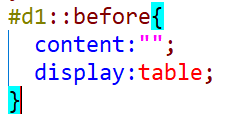 #d1::before{
content:"";
display:table;
}